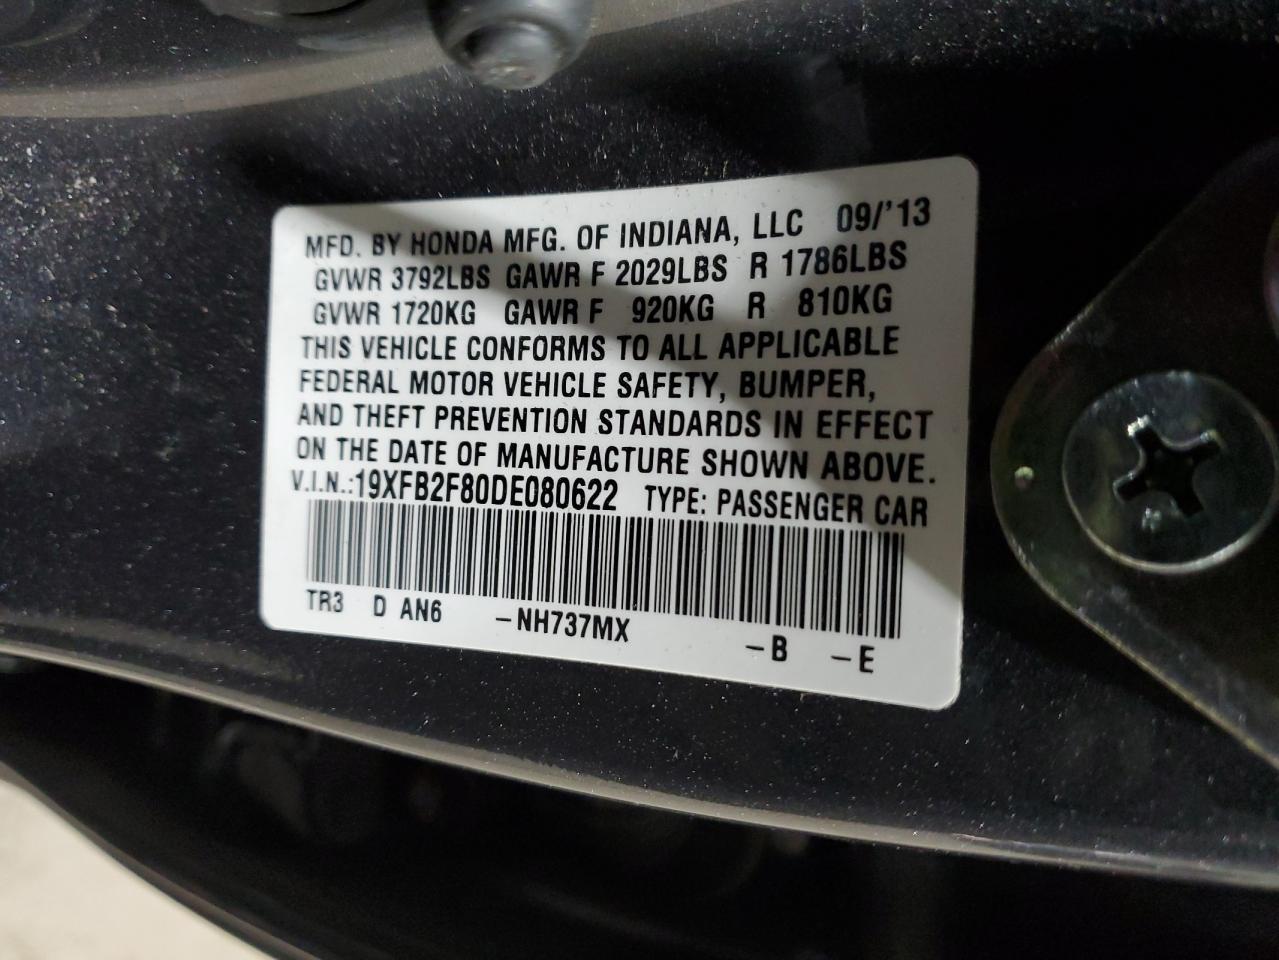 MFD. BY HONDA MFG. OF INDIANA, LLC 09/'13
GVWR 3792LBS GAWR F 2029LBS R 1786LBS
GVWR 1720KG GAWR F 920KG R 810KG
THIS VEHICLE CONFORMS TO ALL APPLICABLE
FEDERAL MOTOR VEHICLE SAFETY, BUMPER,
AND THEFT PREVENTION STANDARDS IN EFFECT
ON THE DATE OF MANUFACTURE SHOWN ABOVE.
V.I.N.:19XFB2F80DE080622 TYPE: PASSENGER CAR
TR3 D AN6 -NH737MX -B -E